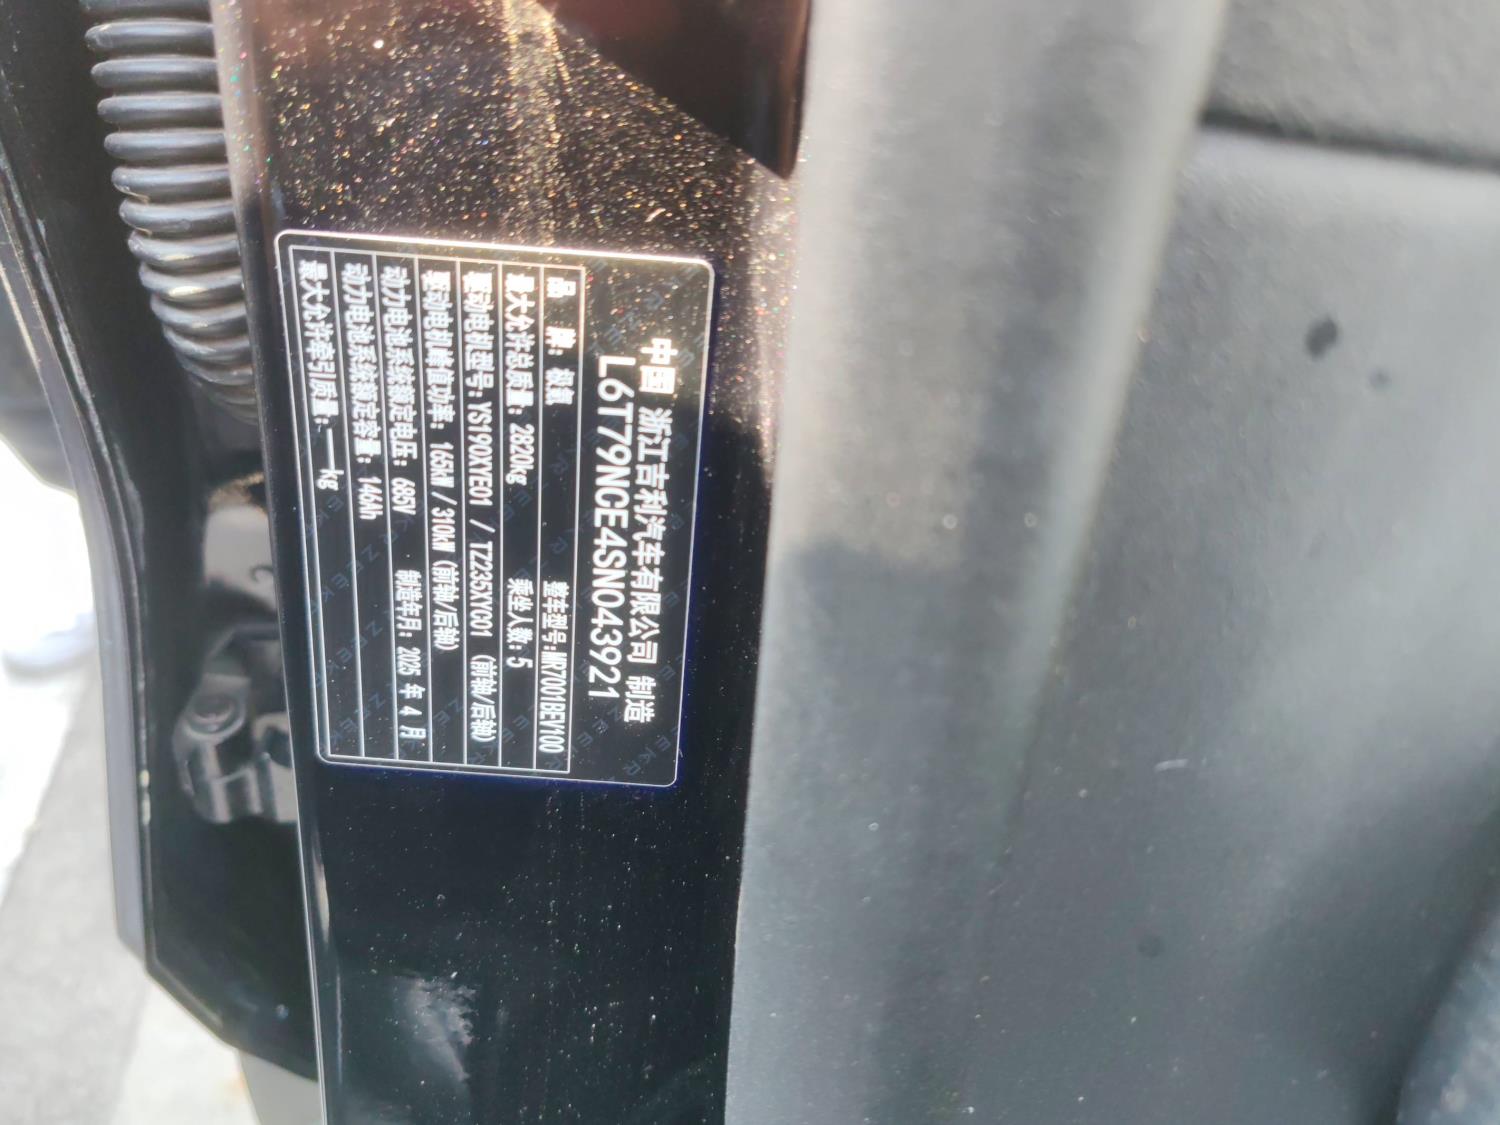 中国 浙江吉利汽车有限公司 制造
L6T79NCE4SN043921
品 牌: 极氪 整车型号:MR7001BEV100
最大允许总质量: 2820kg 乘坐人数: 5
驱动电机型号: YS190XYE01 / TZ235XYC01 (前轴/后轴)
驱动电机峰值功率: 165kW / 310kW (前轴/后轴)
动力电池系统额定电压: 685V 制造年月: 2025 年 4 月
动力电池系统额定容量: 146Ah
最大允许牵引质量: ——kg
ZEEKR